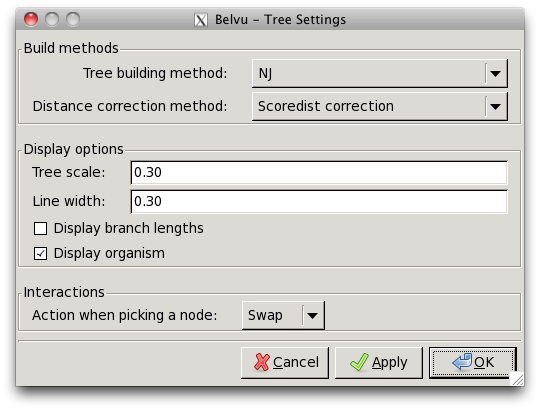 Belvu – Tree Settings
Build methods
Tree building method: NJ
Distance correction method: Scoredist correction
Display options
Tree scale: 0.30
Line width: 0.30
Display branch lengths
Display organism
Interactions
Action when picking a node: Swap
Cancel Apply OK